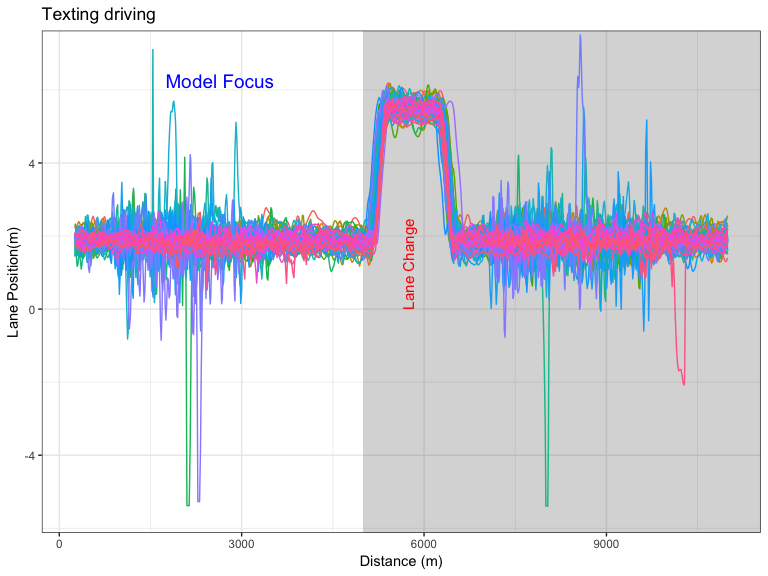 Texting driving
Model Focus
Lane Change
Lane Position(m)
4
0
-4
0
3000
6000
9000
Distance (m)